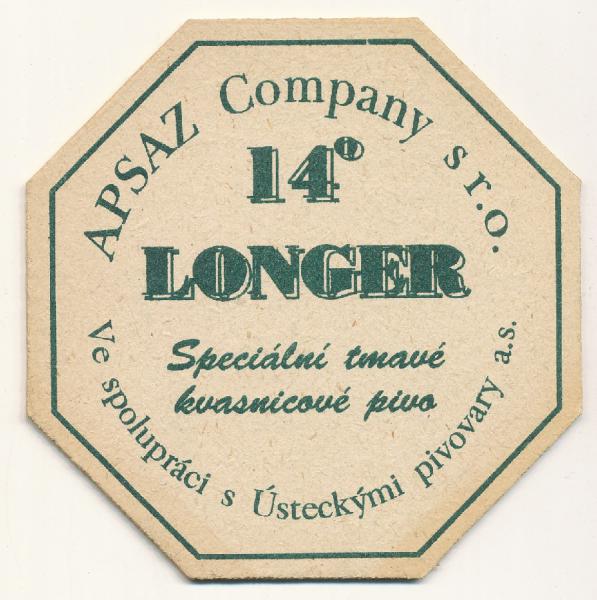 APSAZ Company s r.o.
14°
LONGER
Speciální tmavé
kvasnicové pivo
Ve spolupráci s Ústeckými pivovary a.s.